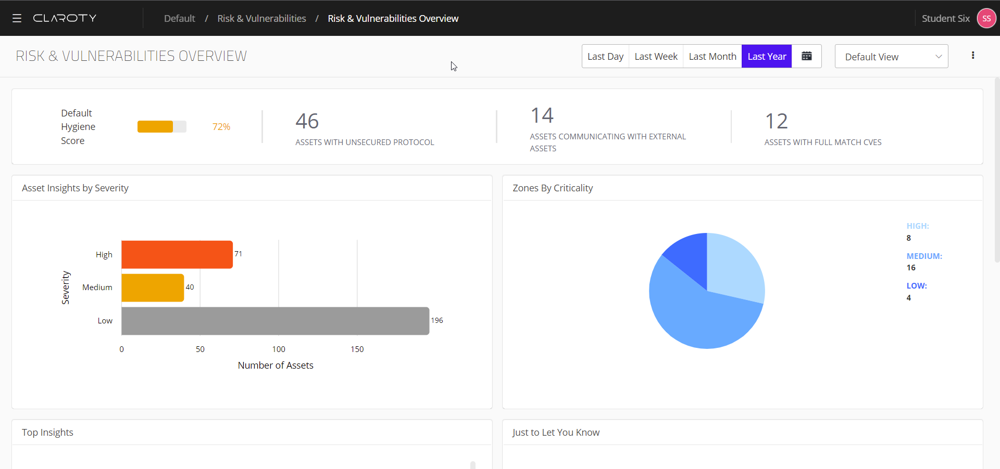 CLAROTY
Default / Risk & Vulnerabilities / Risk & Vulnerabilities Overview
Student Six
SS
RISK & VULNERABILITIES OVERVIEW
Last Day
Last Week
Last Month
Last Year
Default View
Default
Hygiene
Score
72%
46
ASSETS WITH UNSECURED PROTOCOL
14
ASSETS COMMUNICATING WITH EXTERNAL
ASSETS
12
ASSETS WITH FULL MATCH CVES
Asset Insights by Severity
Severity
High
71
Medium
40
Low
196
0
50
100
150
Number of Assets
Zones By Criticality
HIGH:
8
MEDIUM:
16
LOW:
4
Top Insights
Just to Let You Know